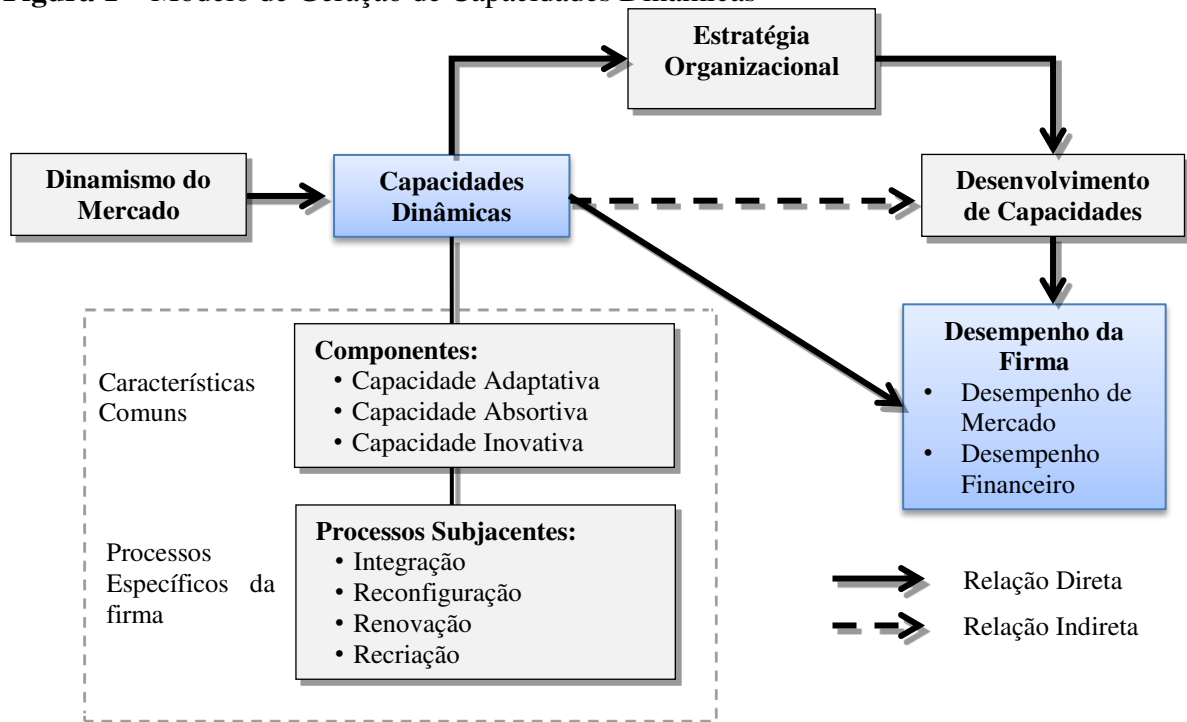 Figura 1 – Modelo de Geração de Capacidades Dinâmicas
Estratégia
Organizacional
Dinamismo do
Mercado
Capacidades
Dinâmicas
Desenvolvimento
de Capacidades
Características
Comuns
Componentes:
• Capacidade Adaptativa
• Capacidade Absortiva
• Capacidade Inovativa
Desempenho da
Firma
• Desempenho de
Mercado
• Desempenho
Financeiro
Processos
Específicos da
firma
Processos Subjacentes:
• Integração
• Reconfiguração
• Renovação
• Recriação
Relação Direta
Relação Indireta